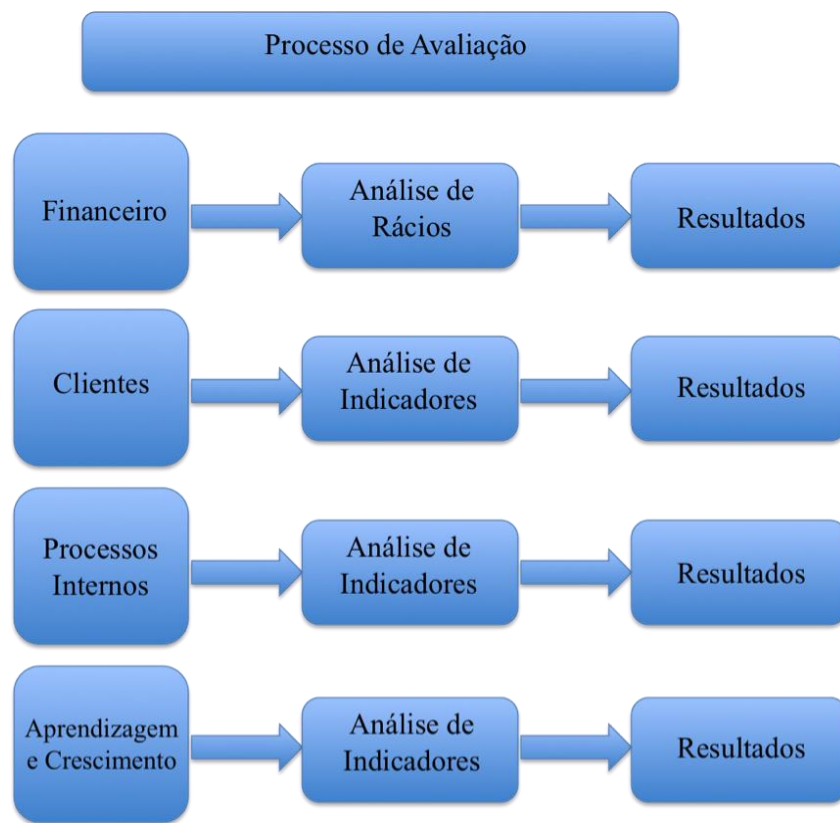 Processo de Avaliação
Financeiro
Análise de
Rácios
Resultados
Clientes
Análise de
Indicadores
Resultados
Processos
Internos
Análise de
Indicadores
Resultados
Aprendizagem
e Crescimento
Análise de
Indicadores
Resultados